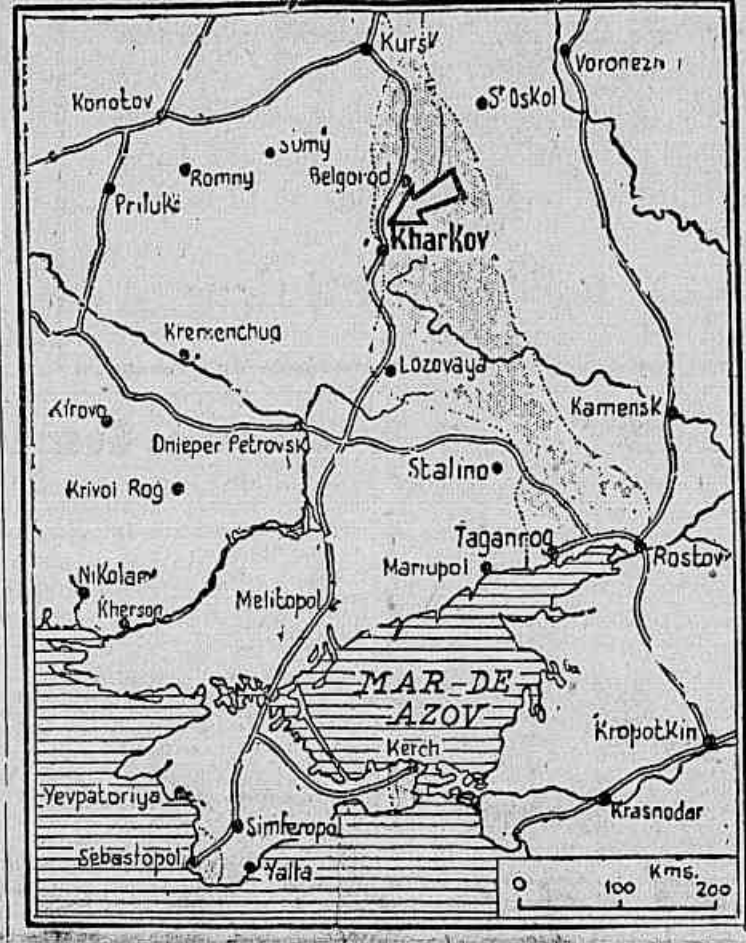 Kursk
Voronezh
Konotov
St Oskol
Sumy
Romny
Belgorod
Priluke
Kharkov
Kremenchug
Lozovaya
Kirovo
Kamensk
Dnieper Petrovsk
Stalino
Krivoi Rog
Taganrog
Mariupol
Rostov
Nikolaev
Kherson
Melitopol
MAR-DE
AZOV
Kropotkin
Kerch
Yevpatoriya
Krasnodar
Simferopol
Sebastopol
Yalta
Kms.
0 100 200